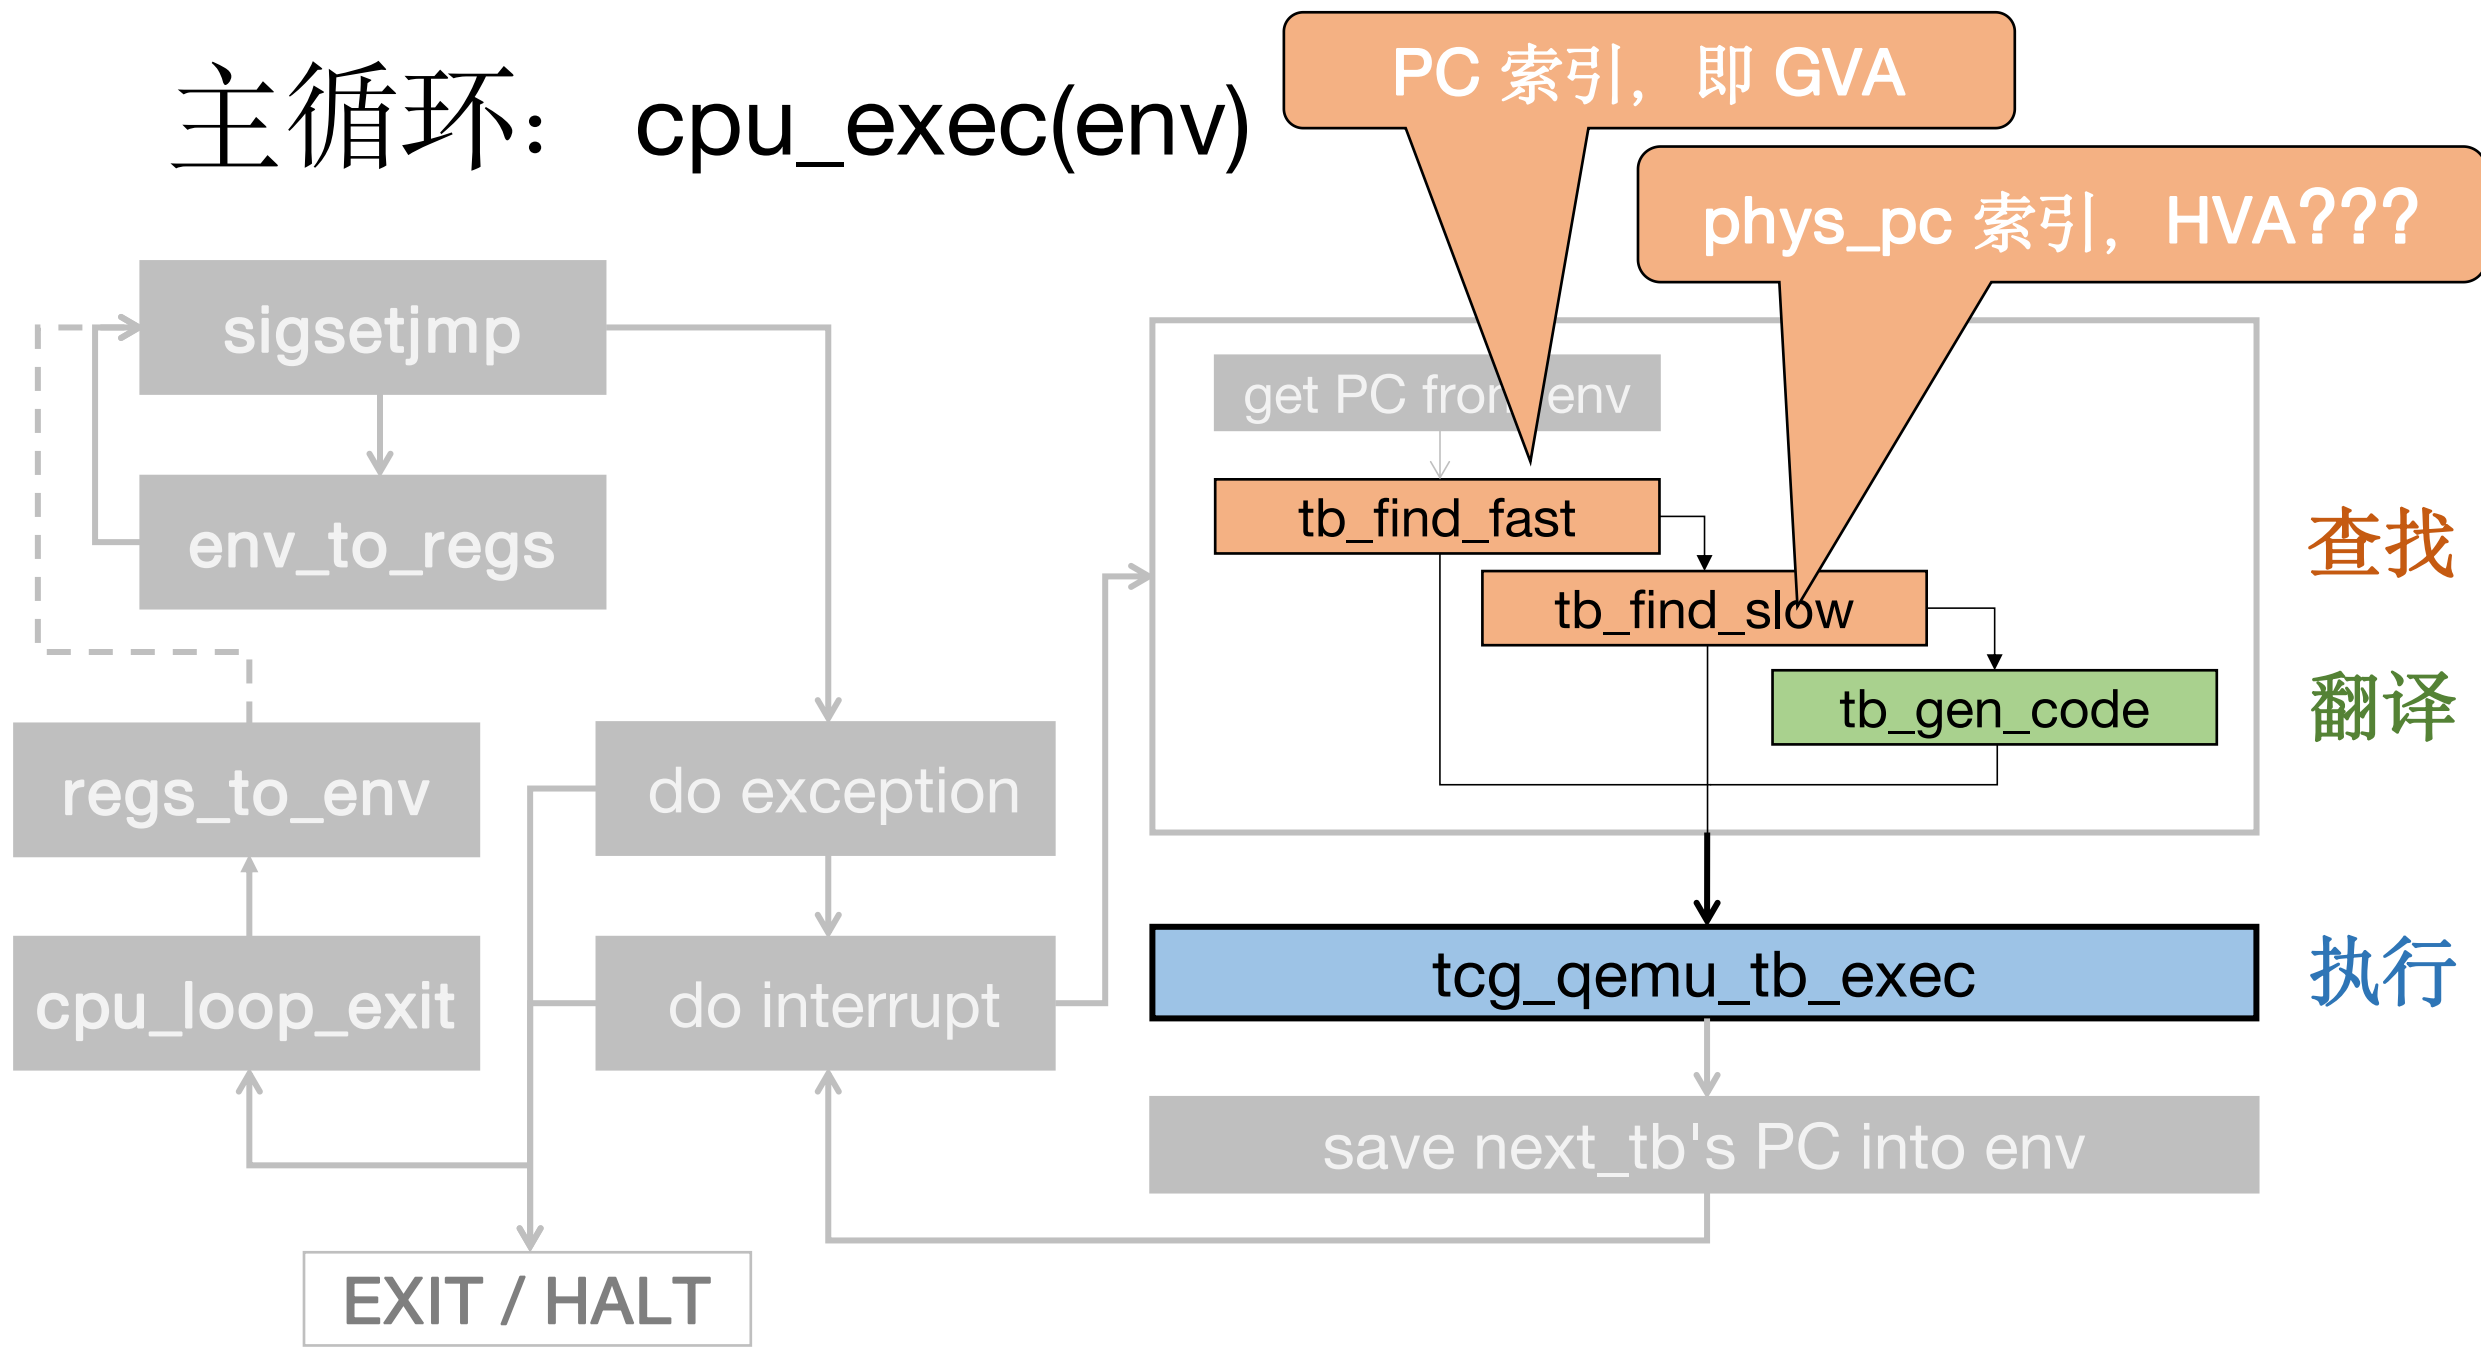 主循环： cpu_exec(env)
PC 索引，即 GVA
phys_pc 索引，HVA???
sigsetjmp
env_to_regs
regs_to_env
cpu_loop_exit
do exception
do interrupt
EXIT / HALT
get PC from env
tb_find_fast
tb_find_slow
tb_gen_code
查找
翻译
tcg_qemu_tb_exec
执行
save next_tb's PC into env